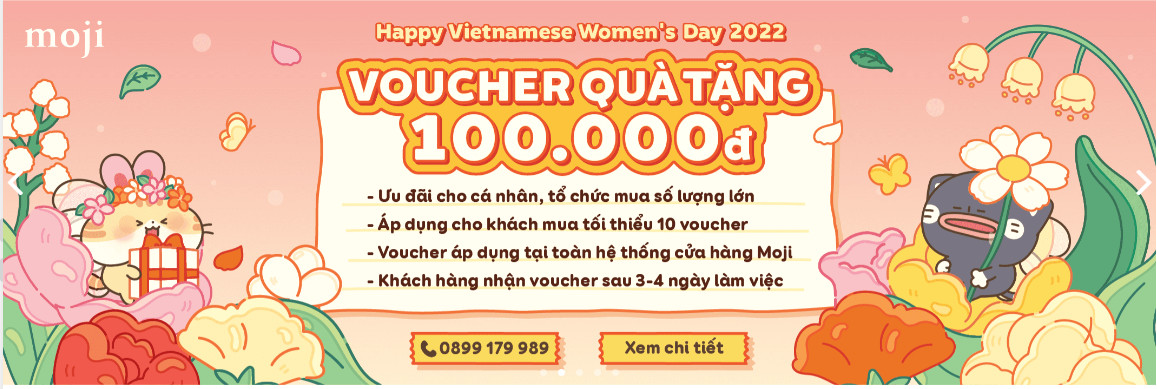 moji
Happy Vietnamese Women's Day 2022
VOUCHER QUÀ TẶNG
100.000đ
- Ưu đãi cho cá nhân, tổ chức mua số lượng lớn
- Áp dụng cho khách mua tối thiểu 10 voucher
- Voucher áp dụng tại toàn hệ thống cửa hàng Moji
- Khách hàng nhận voucher sau 3-4 ngày làm việc
0899 179 989
Xem chi tiết